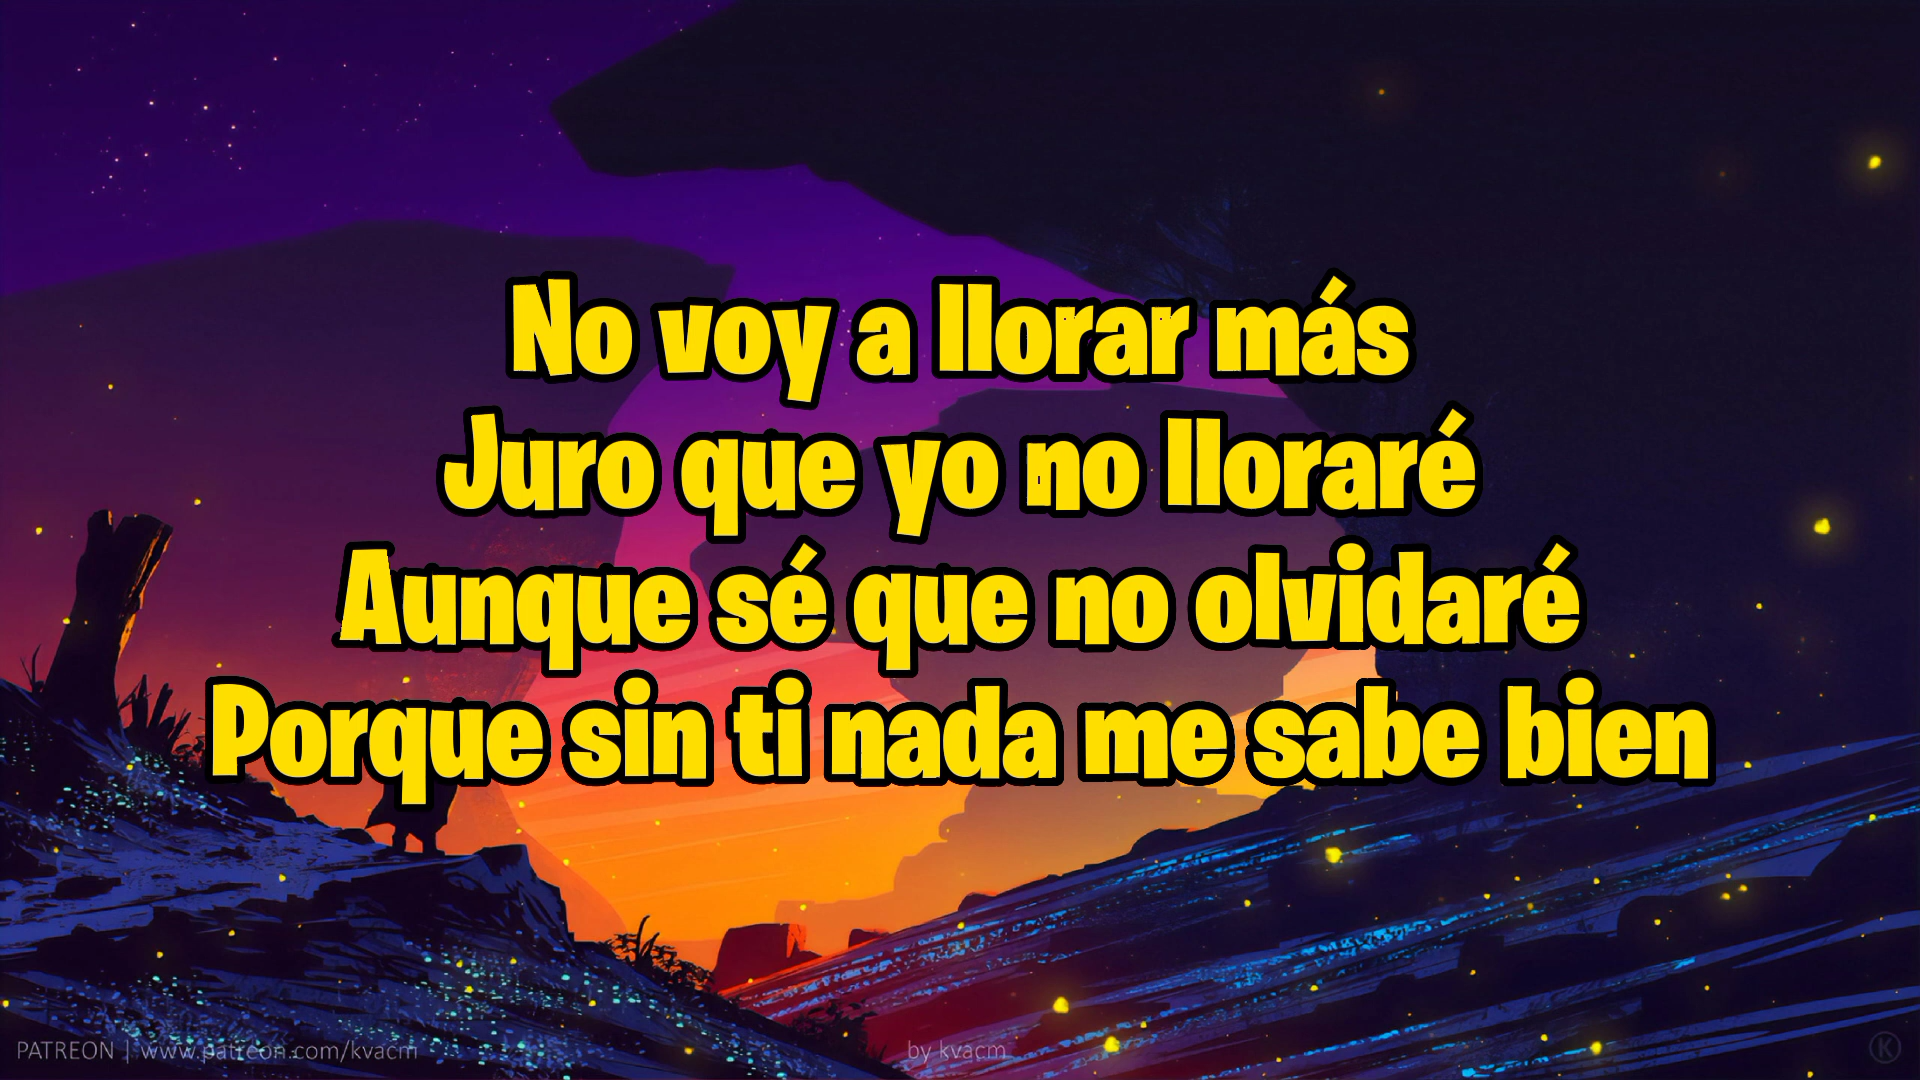 No voy a llorar más
Juro que yo no lloraré
Aunque sé que no olvidaré
Porque sin ti nada me sabe bien
PATREON | www.patreon.com/kvacm
by kvacm
K